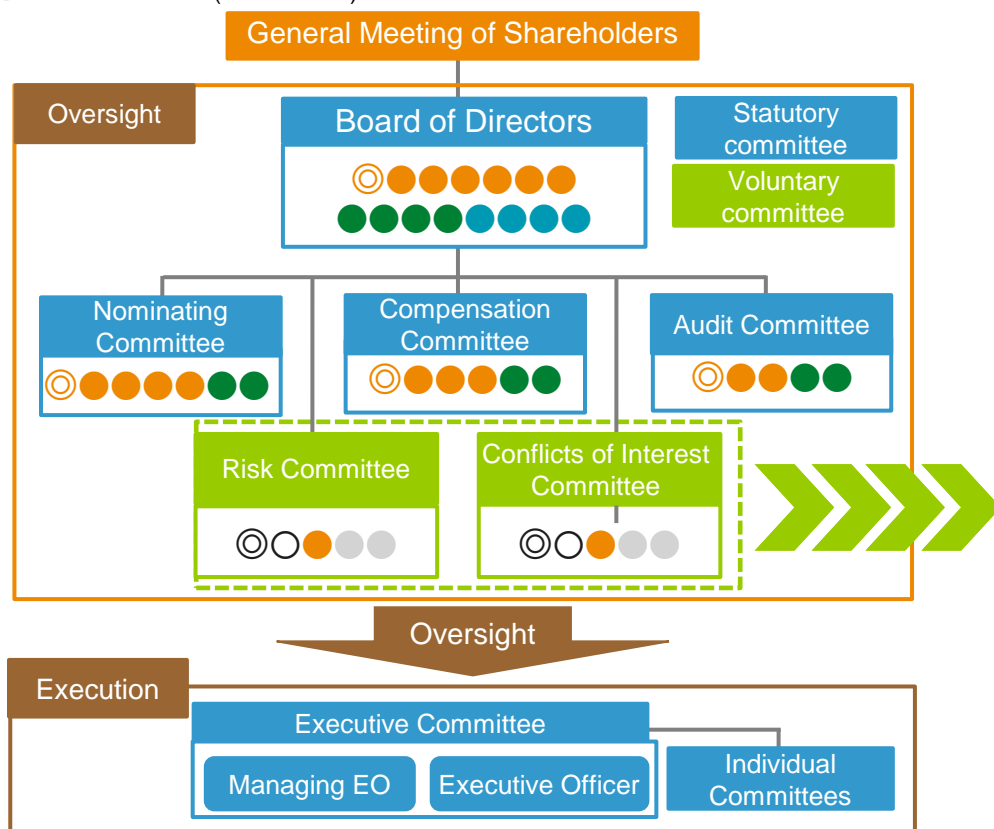 General Meeting of Shareholders
Oversight
Board of Directors
Statutory
committee
Voluntary
committee
Nominating
Committee
Compensation
Committee
Audit Committee
Risk Committee
Conflicts of Interest
Committee
Oversight
Execution
Executive Committee
Managing EO
Executive Officer
Individual
Committees